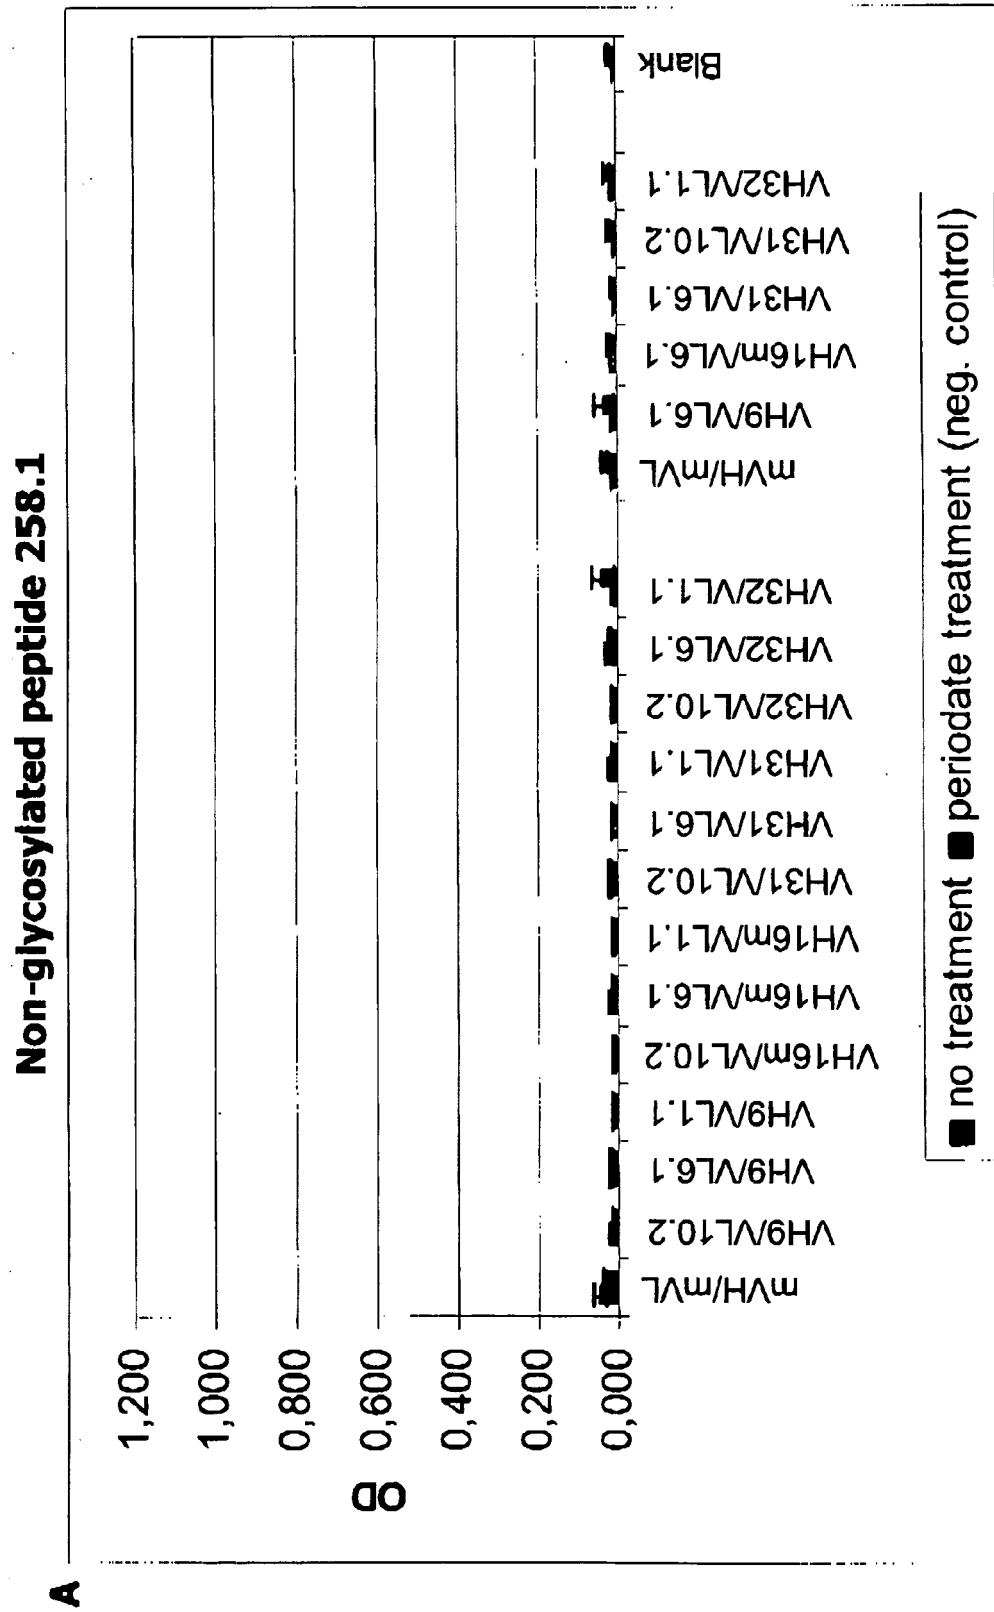 A
Non-glycosylated peptide 258.1
OD
1,200
1,000
0,800
0,600
0,400
0,200
0,000
mVH/mVL
VH9/VL10.2
VH9/VL6.1
VH9/VL1.1
VH16m/VL10.2
VH16m/VL6.1
VH16m/VL1.1
VH31/VL10.2
VH31/VL6.1
VH31/VL1.1
VH32/VL10.2
VH32/VL6.1
VH32/VL1.1
mVH/mVL
VH9/VL6.1
VH16m/VL6.1
VH31/VL6.1
VH31/VL10.2
VH32/VL1.1
Blank
no treatment periodate treatment (neg. control)